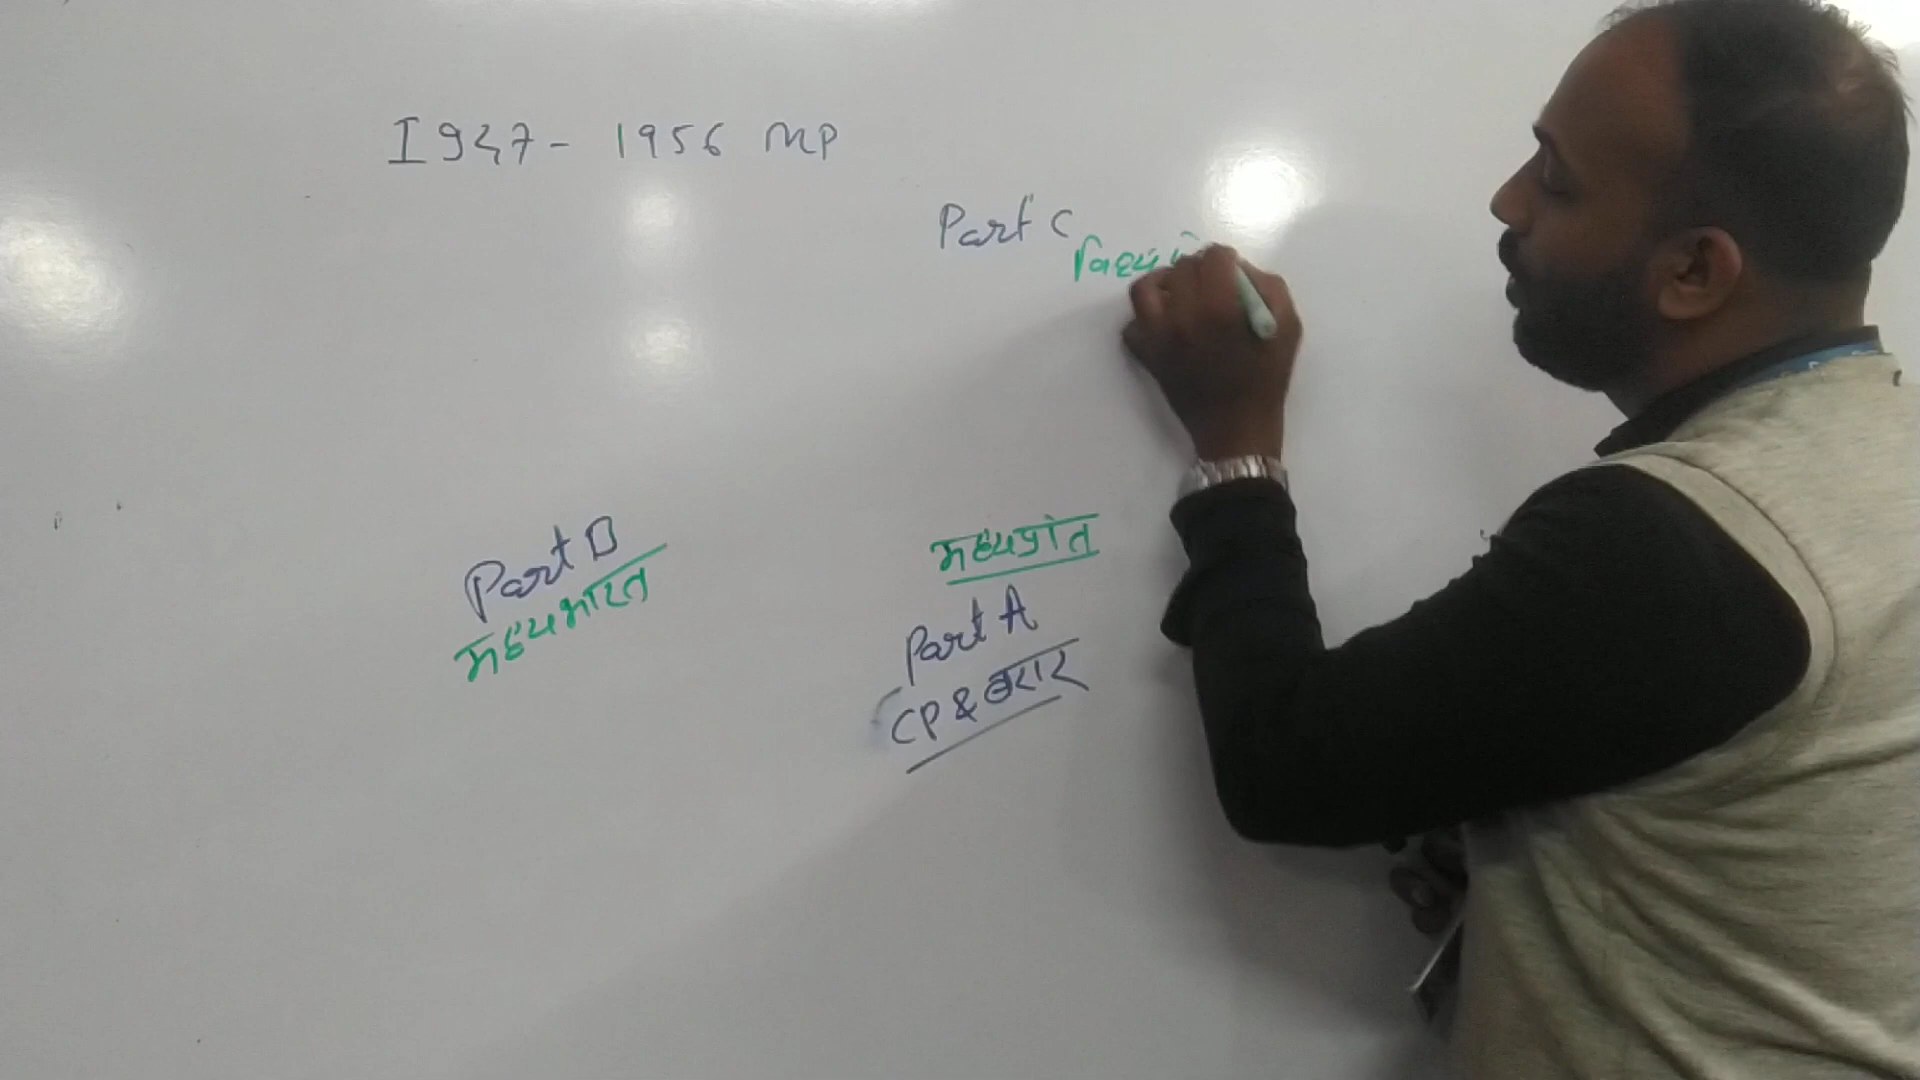 1947 - 1956 MP
Part C
Part B
मध्यभारत
मध्यप्रांत
Part A
CP & बरार